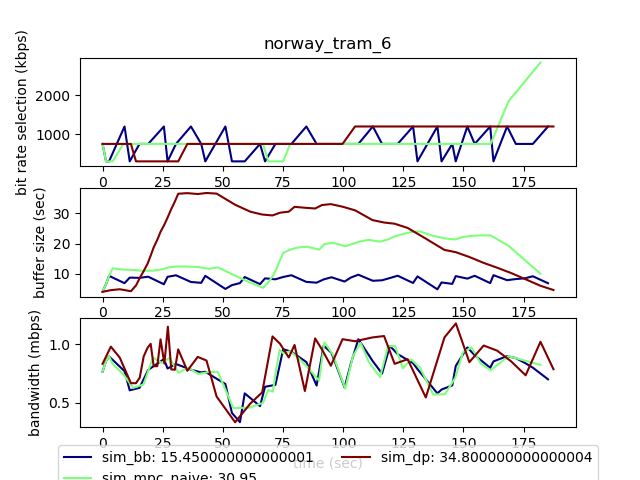 norway_tram_6
bit rate selection (kbps)
2000
1000
0 25 50 75 100 125 150 175
buffer size (sec)
30
20
10
0 25 50 75 100 125 150 175
bandwidth (mbps)
1.0
0.5
0 25 50 75 100 125 150 175
time (sec)
sim_bb: 15.450000000000001
sim_dp: 34.800000000000004
sim_mpc_naive: 30.95